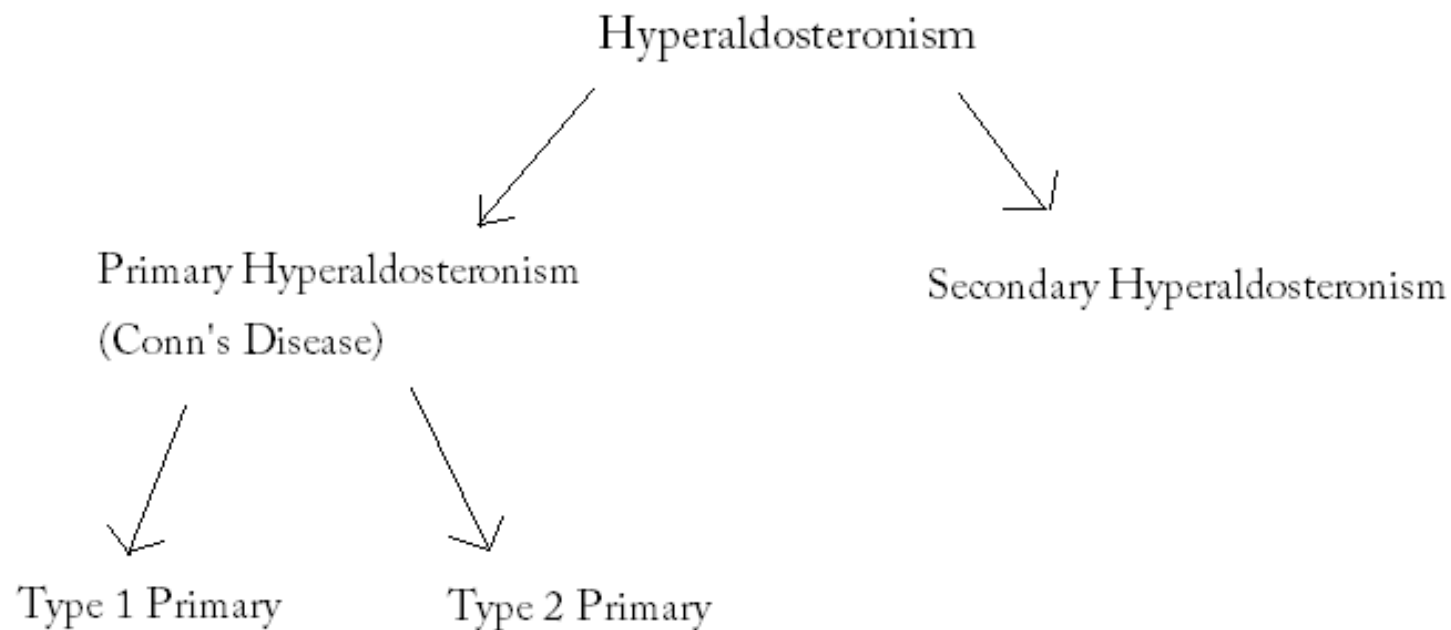 Hyperaldosteronism
Primary Hyperaldosteronism
(Conn's Disease)
Secondary Hyperaldosteronism
Type 1 Primary
Type 2 Primary